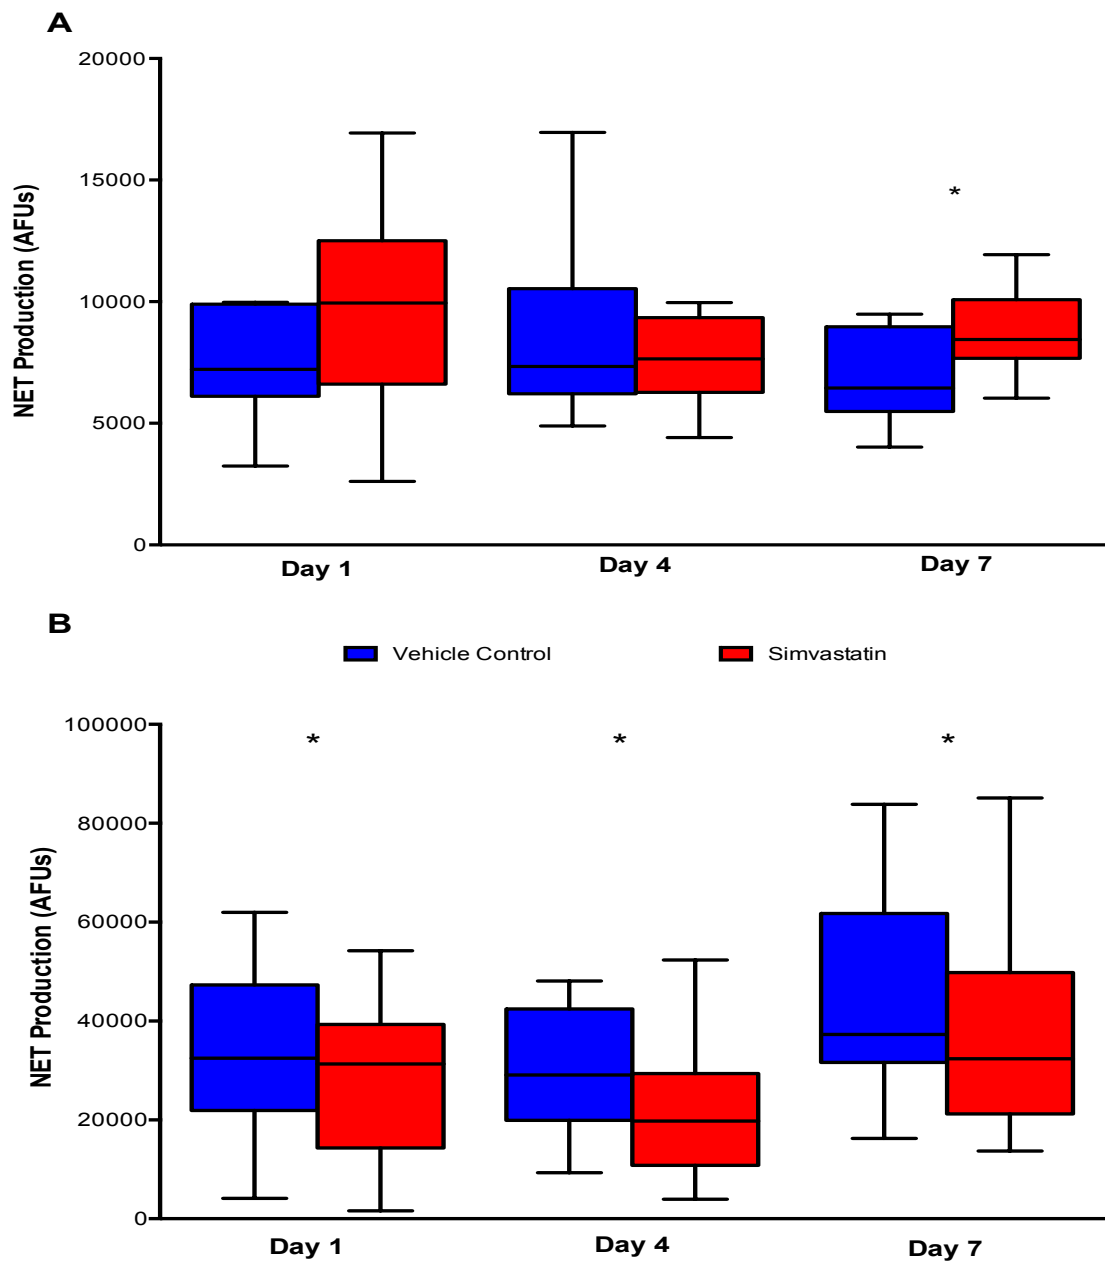 A
20000
15000
10000
5000
0
NET Production (AFUs)
*
Day 1
Day 4
Day 7
B
Vehicle Control
Simvastatin
100000
80000
60000
40000
20000
0
NET Production (AFUs)
*
*
*
Day 1
Day 4
Day 7